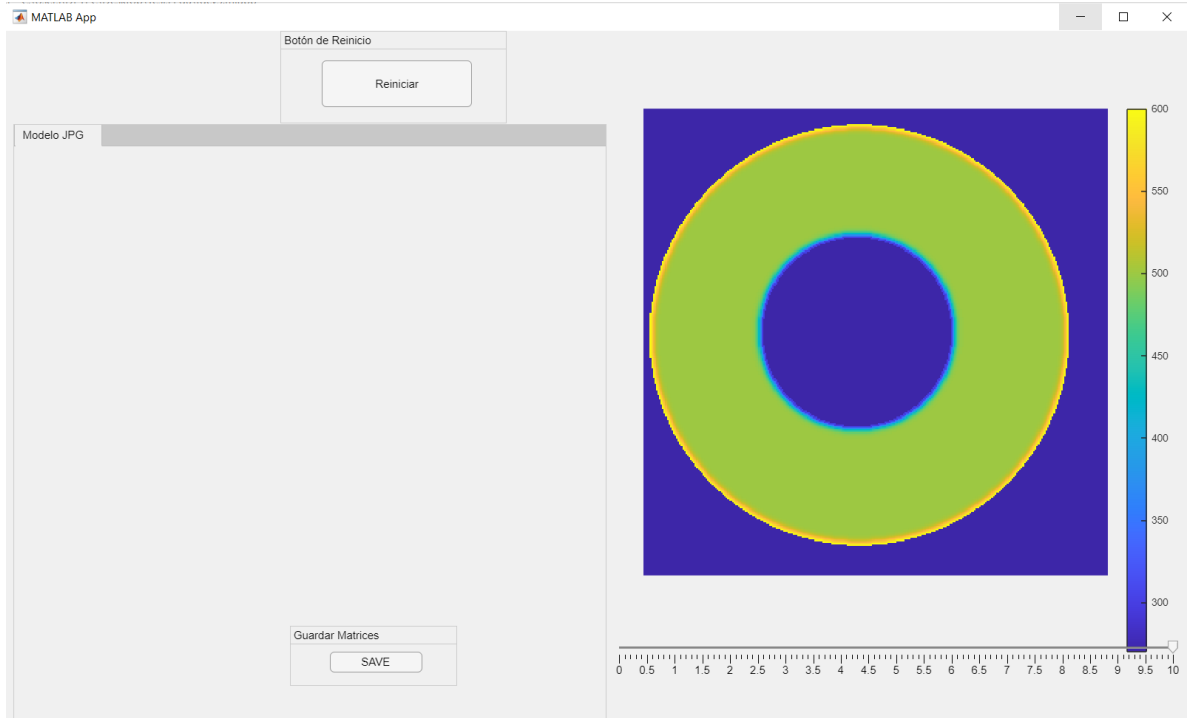 MATLAB App
Botón de Reinicio
Reiniciar
Modelo JPG
600
550
500
450
400
350
300
Guardar Matrices
SAVE
0 0.5 1 1.5 2 2.5 3 3.5 4 4.5 5 5.5 6 6.5 7 7.5 8 8.5 9 9.5 10